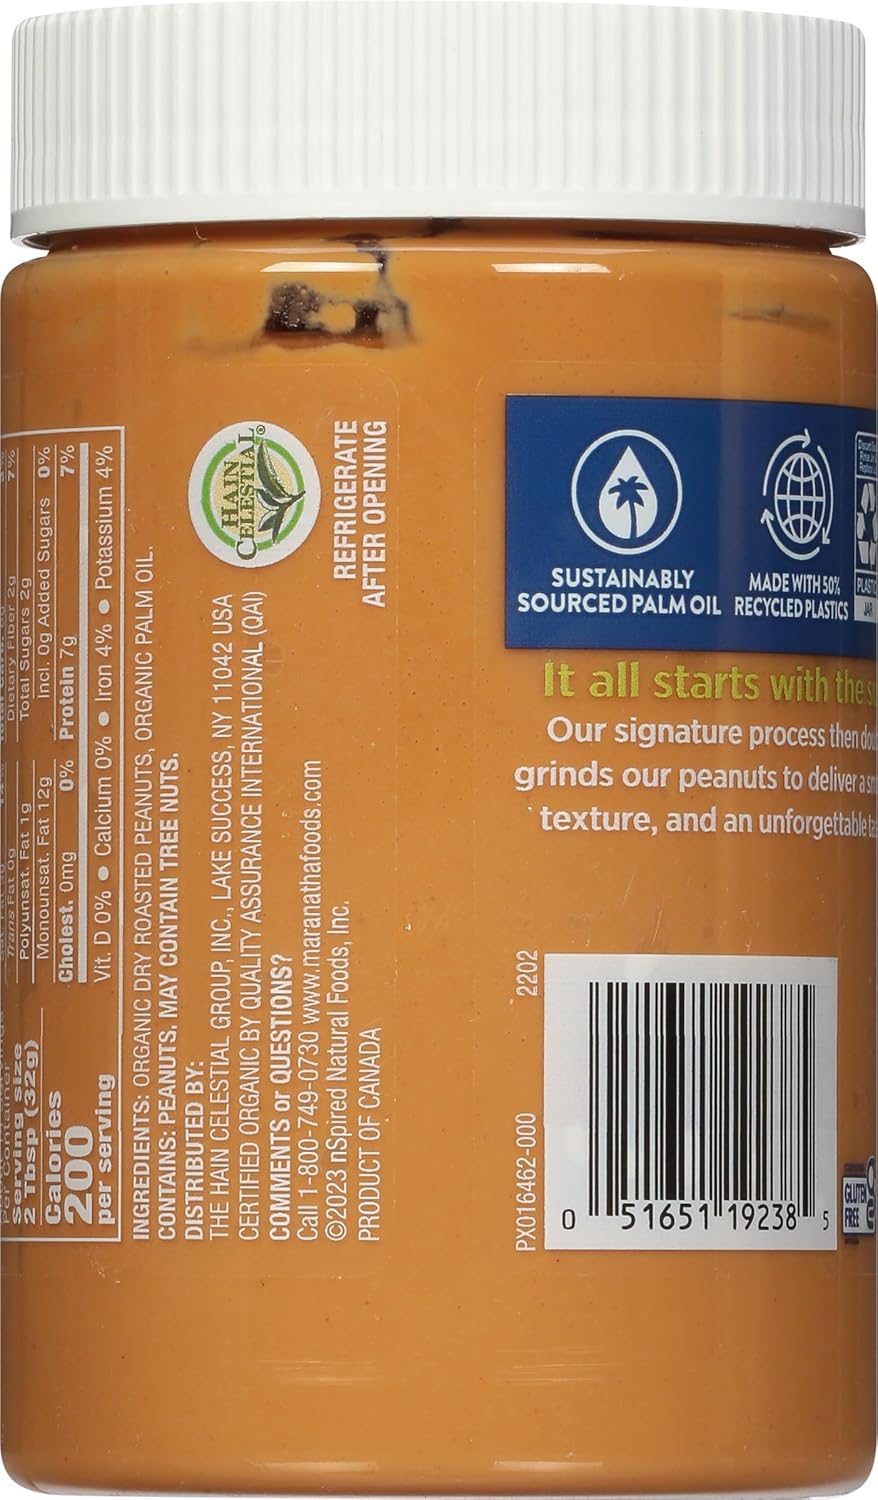 7%
Dietary Fiber 2g
Total Sugars 2g
Incl. 0g Added Sugars 0%
Protein 7g 7%
Trans Fat 0g
Polyunsat. Fat 1g
Monounsat. Fat 12g
Cholest. 0mg 0%
Vit. D 0% ● Calcium 0% ● Iron 4% ● Potassium 4%
Per Container
Serving size
2 Tbsp (32g)
Calories
200
per serving
INGREDIENTS: ORGANIC DRY ROASTED PEANUTS, ORGANIC PALM OIL.
CONTAINS: PEANUTS. MAY CONTAIN TREE NUTS.
DISTRIBUTED BY:
THE HAIN CELESTIAL GROUP, INC., LAKE SUCCESS, NY 11042 USA
CERTIFIED ORGANIC BY QUALITY ASSURANCE INTERNATIONAL (QAI)
COMMENTS or QUESTIONS?
Call 1-800-749-0730 www.maranathafoods.com
©2023 nSpired Natural Foods, Inc.
PRODUCT OF CANADA
HAIN
CELESTIAL®
REFRIGERATE
AFTER OPENING
SUSTAINABLY
SOURCED PALM OIL
MADE WITH 50%
RECYCLED PLASTICS
PLASTIC
JAR
It all starts with the
Our signature process then
grinds our peanuts to deliver a
texture, and an unforgettable
2202
PX016462-000
0 51651 19238 5
GLUTEN
FREE